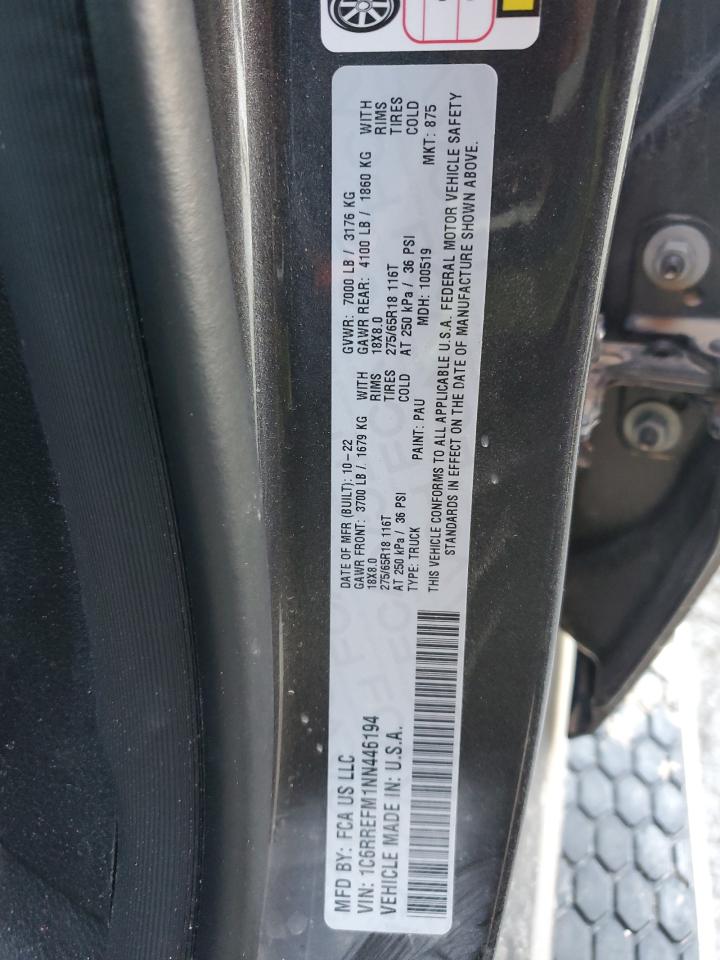 MFD BY: FCA US LLC
VIN: 1C6RREFM1NN446194
VEHICLE MADE IN: U.S.A.
DATE OF MFR (BUILT): 10-22 GVWR: 7000 LB / 3176 KG
GAWR FRONT: 3700 LB / 1679 KG WITH GAWR REAR: 4100 LB / 1860 KG WITH
18X8.0 RIMS 18X8.0 RIMS
275/65R18 116T TIRES 275/65R18 116T TIRES
AT 250 kPa / 36 PSI COLD AT 250 kPa / 36 PSI COLD
TYPE: TRUCK PAINT: PAU MDH: 100519 MKT: 875
THIS VEHICLE CONFORMS TO ALL APPLICABLE U.S.A. FEDERAL MOTOR VEHICLE SAFETY
STANDARDS IN EFFECT ON THE DATE OF MANUFACTURE SHOWN ABOVE.